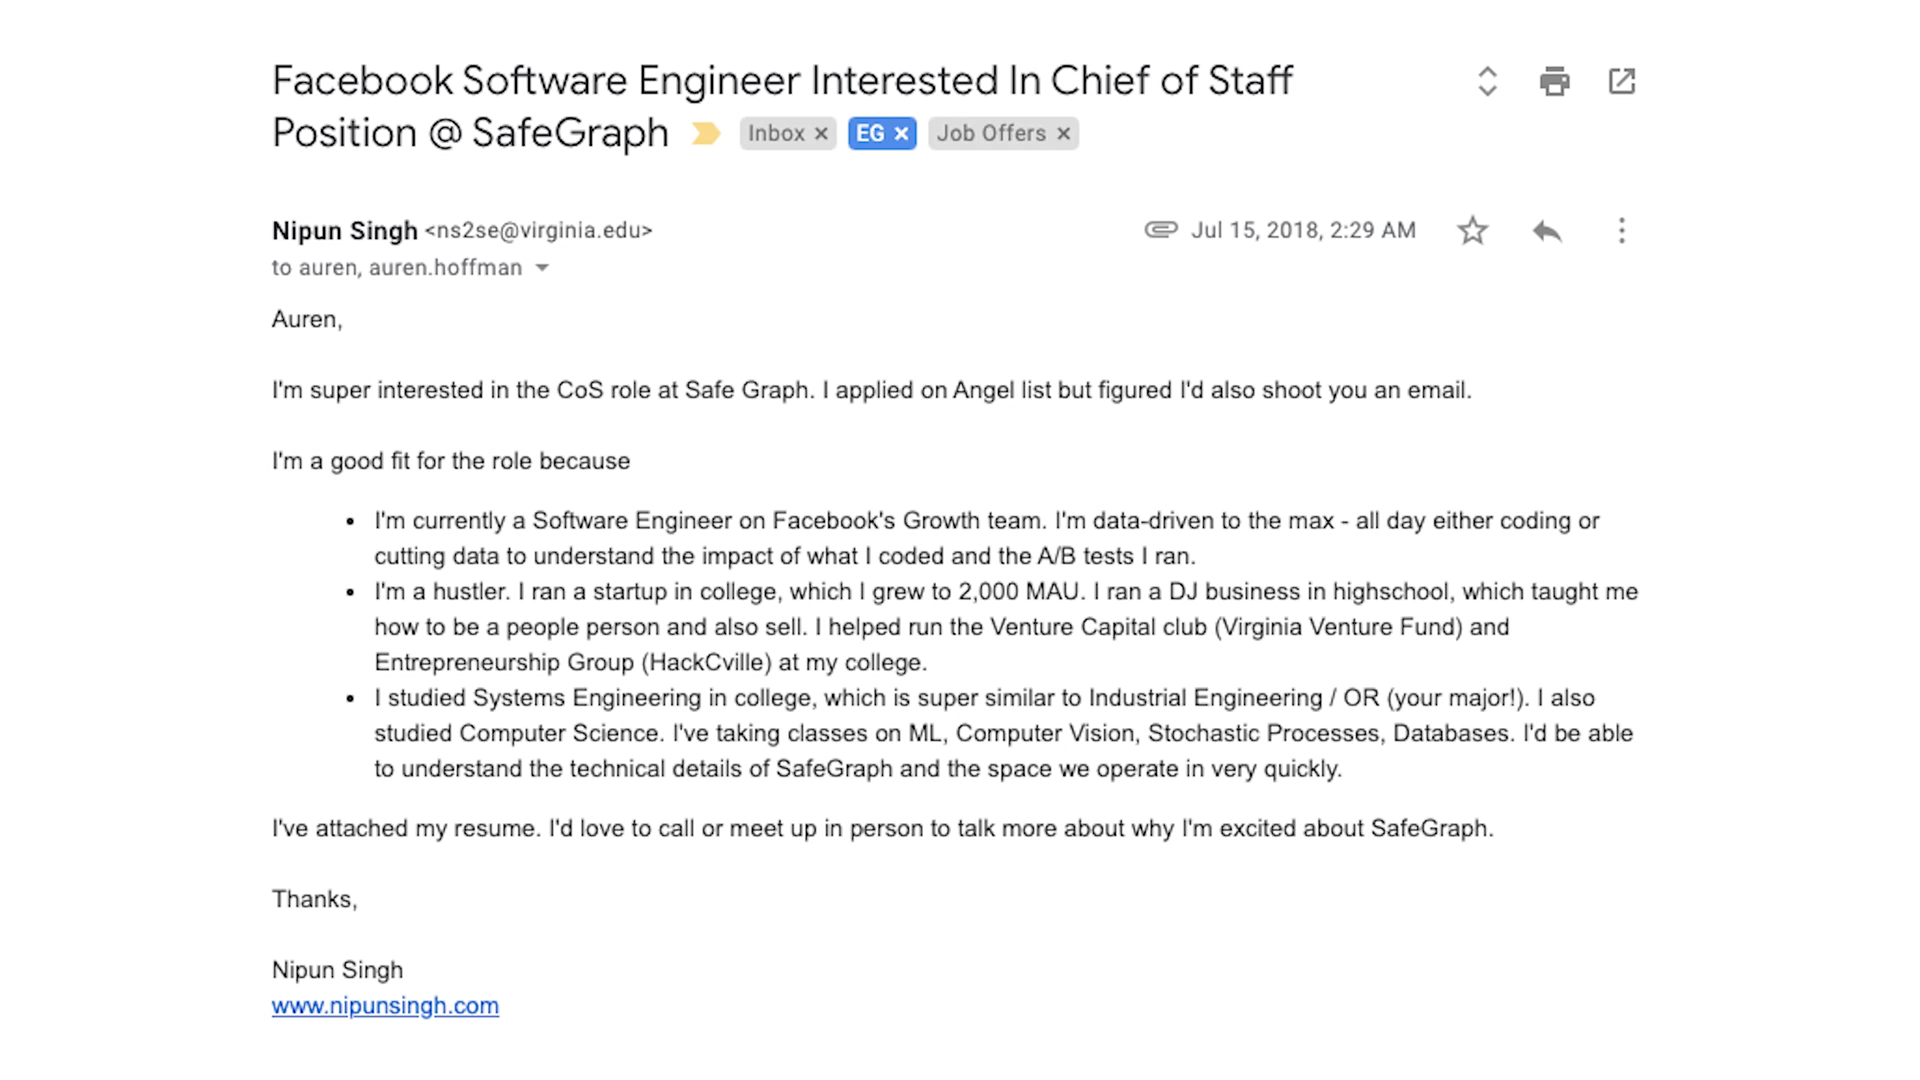 Facebook Software Engineer Interested In Chief of Staff
Position @ SafeGraph Inbox × EG × Job Offers ×
Nipun Singh <ns2se@virginia.edu> Jul 15, 2018, 2:29 AM
to auren, auren.hoffman
Auren,
I'm super interested in the CoS role at Safe Graph. I applied on Angel list but figured I'd also shoot you an email.
I'm a good fit for the role because
• I'm currently a Software Engineer on Facebook's Growth team. I'm data-driven to the max - all day either coding or
cutting data to understand the impact of what I coded and the A/B tests I ran.
• I'm a hustler. I ran a startup in college, which I grew to 2,000 MAU. I ran a DJ business in highschool, which taught me
how to be a people person and also sell. I helped run the Venture Capital club (Virginia Venture Fund) and
Entrepreneurship Group (HackCville) at my college.
• I studied Systems Engineering in college, which is super similar to Industrial Engineering / OR (your major!). I also
studied Computer Science. I've taking classes on ML, Computer Vision, Stochastic Processes, Databases. I'd be able
to understand the technical details of SafeGraph and the space we operate in very quickly.
I've attached my resume. I'd love to call or meet up in person to talk more about why I'm excited about SafeGraph.
Thanks,
Nipun Singh
www.nipunsingh.com